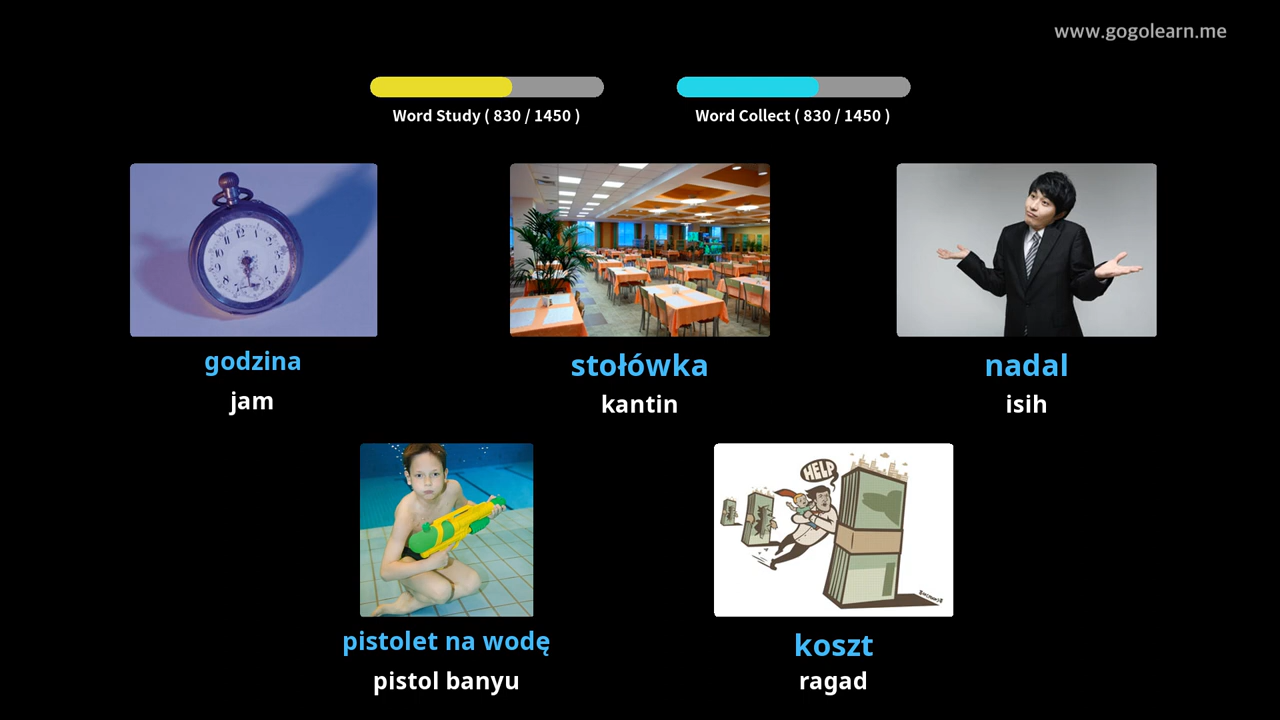 www.gogolearn.me
Word Study ( 830 / 1450 )
Word Collect ( 830 / 1450 )
godzina
jam
stołówka
kantin
nadal
isih
HELP
pistolet na wodę
pistol banyu
koszt
ragad